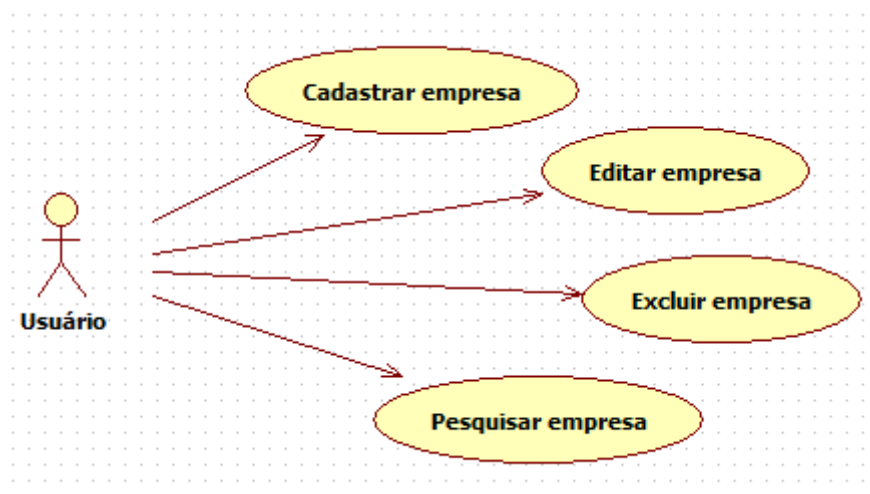 Cadastrar empresa
Editar empresa
Excluir empresa
Usuário
Pesquisar empresa